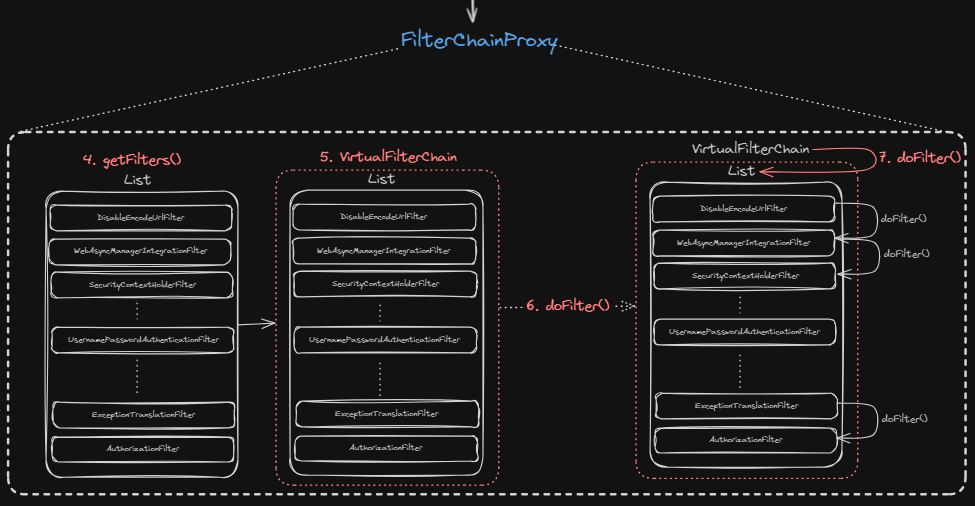 FilterChainProxy
4. getFilters()
List
DisableEncodeUrlFilter
WebAsyncManagerIntegrationFilter
SecurityContextHolderFilter
UsernamePasswordAuthenticationFilter
ExceptionTranslationFilter
AuthorizationFilter
5. VirtualFilterChain
List
DisableEncodeUrlFilter
WebAsyncManagerIntegrationFilter
SecurityContextHolderFilter
UsernamePasswordAuthenticationFilter
ExceptionTranslationFilter
AuthorizationFilter
6. doFilter()
VirtualFilterChain
7. doFilter()
List
DisableEncodeUrlFilter
doFilter()
WebAsyncManagerIntegrationFilter
doFilter()
SecurityContextHolderFilter
UsernamePasswordAuthenticationFilter
ExceptionTranslationFilter
doFilter()
AuthorizationFilter